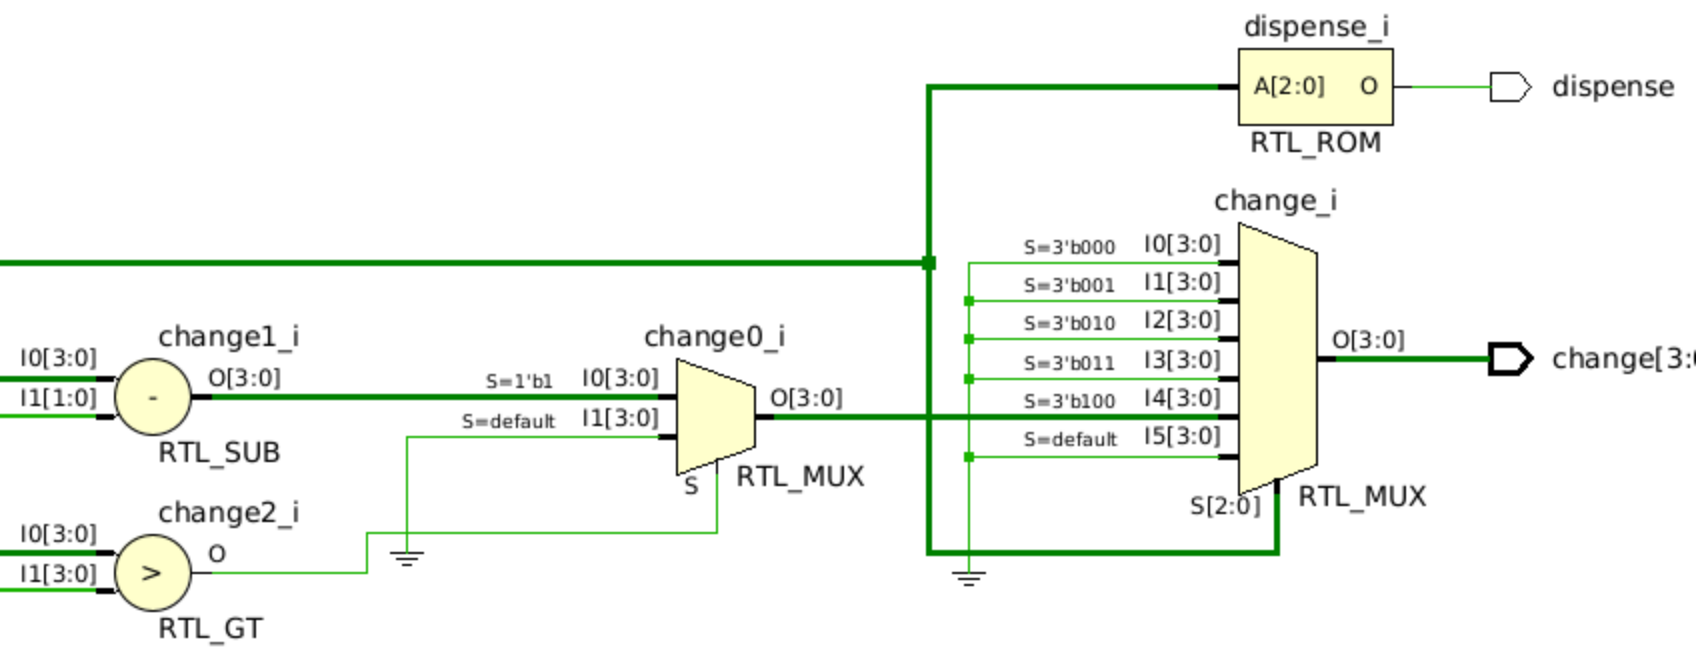 dispense_i
A[2:0] O
dispense
RTL_ROM
change_i
S=3'b000 I0[3:0]
S=3'b001 I1[3:0]
S=3'b010 I2[3:0]
S=3'b011 I3[3:0]
S=3'b100 I4[3:0]
S=default I5[3:0]
O[3:0]
change[3:0
S[2:0]
RTL_MUX
change1_i
I0[3:0]
I1[1:0]
-
O[3:0]
RTL_SUB
change0_i
S=1'b1 I0[3:0]
S=default I1[3:0]
O[3:0]
S
RTL_MUX
change2_i
I0[3:0]
I1[3:0]
>
O
RTL_GT